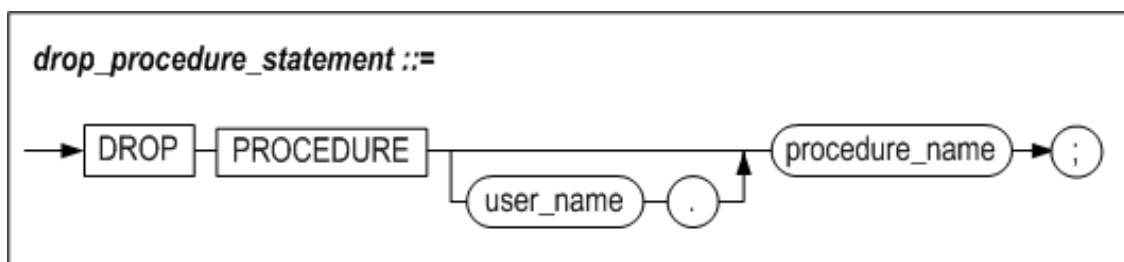 drop_procedure_statement ::=
DROP PROCEDURE procedure_name ;
user_name .